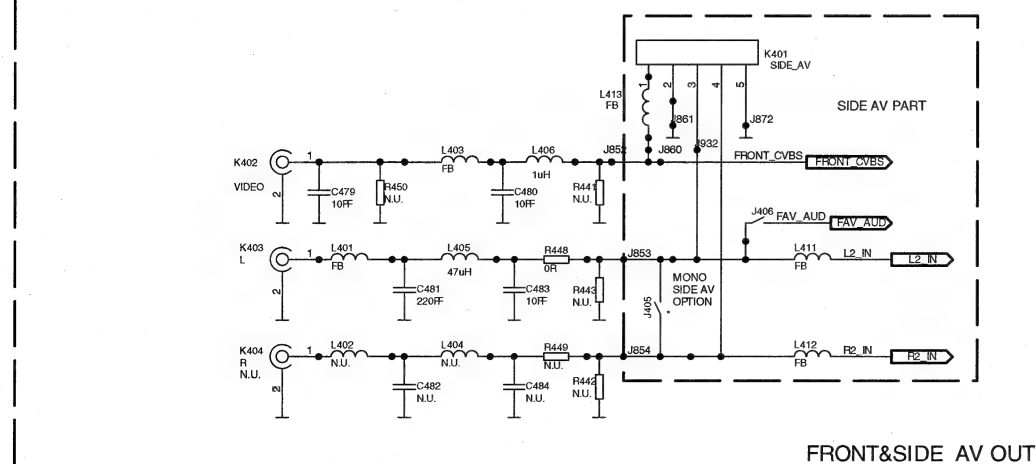 K401
SIDE_AV
1
2
3
4
5
L413
FB
J861
J872
SIDE AV PART
K402
VIDEO
1
2
C479
10PF
R450
N.U.
L403
FB
L406
1uH
C480
10PF
R441
N.U.
J852
J860
J932
FRONT_CVBS
FRONT_CVBS
J406
FAV_AUD
FAV_AUD
K403
L
1
2
L401
FB
L405
47uH
R448
0R
C481
220PF
C483
10PF
R443
N.U.
J853
MONO
SIDE AV
OPTION
J405
*
L411
FB
L2_IN
L2_IN
K404
R
N.U.
1
2
L402
N.U.
L404
N.U.
R449
N.U.
C482
N.U.
C484
N.U.
R442
N.U.
J854
L412
FB
R2_IN
R2_IN
FRONT&SIDE AV OUT